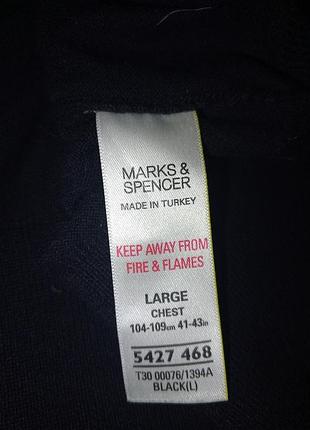 MARKS &
SPENCER
MADE IN TURKEY
KEEP AWAY FROM
FIRE & FLAMES
LARGE
CHEST
104-109cm 41-43in
5427 468
T30 00076/1394A
BLACK(L)